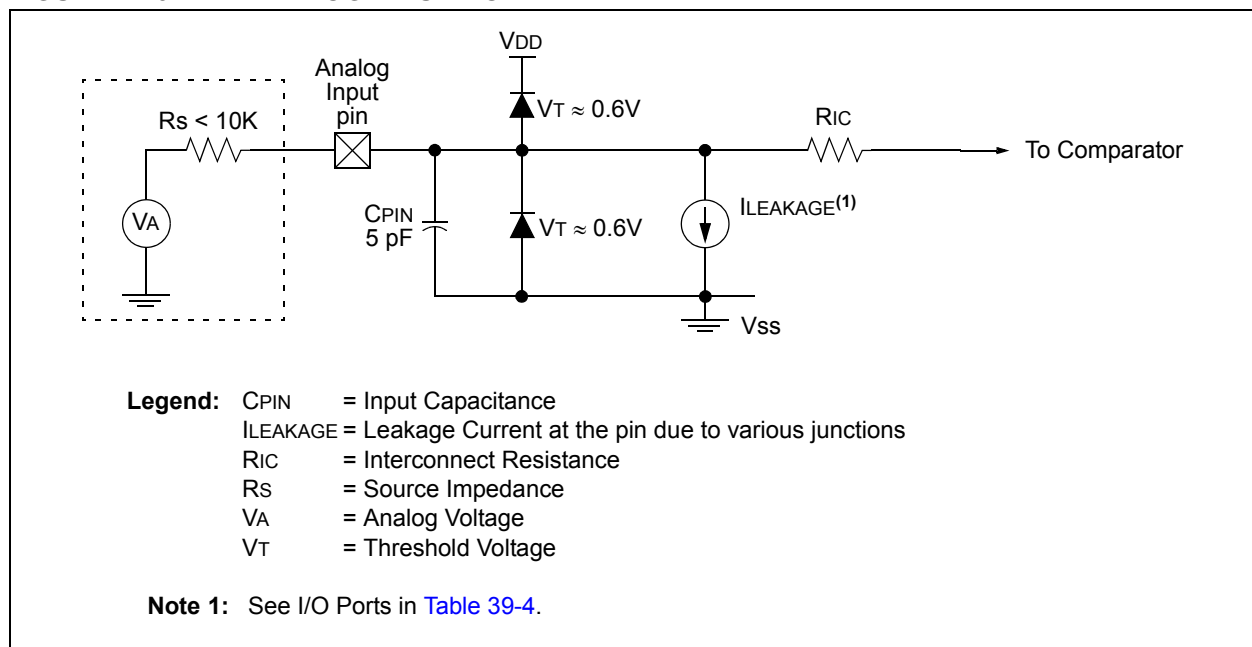 VDD
Analog
Input
pin
Rs < 10K
VT ≈ 0.6V
RIC
To Comparator
VA
CPIN
5 pF
VT ≈ 0.6V
ILEAKAGE(1)
Vss
Legend: CPIN = Input Capacitance
ILEAKAGE = Leakage Current at the pin due to various junctions
RIC = Interconnect Resistance
RS = Source Impedance
VA = Analog Voltage
VT = Threshold Voltage
Note 1: See I/O Ports in Table 39-4.